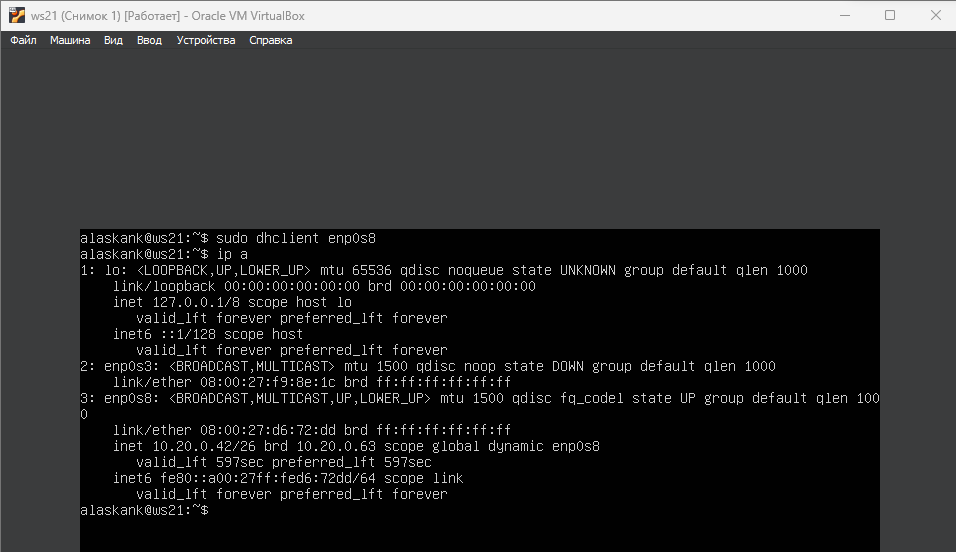 ws21 (Снимок 1) [Работает] - Oracle VM VirtualBox
Файл Машина Вид Ввод Устройства Справка
alaskank@ws21:~$ sudo dhclient enp0s8
alaskank@ws21:~$ ip a
1: lo: <LOOPBACK,UP,LOWER_UP> mtu 65536 qdisc noqueue state UNKNOWN group default qlen 1000
    link/loopback 00:00:00:00:00:00 brd 00:00:00:00:00:00
    inet 127.0.0.1/8 scope host lo
       valid_lft forever preferred_lft forever
    inet6 ::1/128 scope host
       valid_lft forever preferred_lft forever
2: enp0s3: <BROADCAST,MULTICAST> mtu 1500 qdisc noop state DOWN group default qlen 1000
    link/ether 08:00:27:f9:8e:1c brd ff:ff:ff:ff:ff:ff
3: enp0s8: <BROADCAST,MULTICAST,UP,LOWER_UP> mtu 1500 qdisc fq_codel state UP group default qlen 100
0
    link/ether 08:00:27:d6:72:dd brd ff:ff:ff:ff:ff:ff
    inet 10.20.0.42/26 brd 10.20.0.63 scope global dynamic enp0s8
       valid_lft 597sec preferred_lft 597sec
    inet6 fe80::a00:27ff:fed6:72dd/64 scope link
       valid_lft forever preferred_lft forever
alaskank@ws21:~$